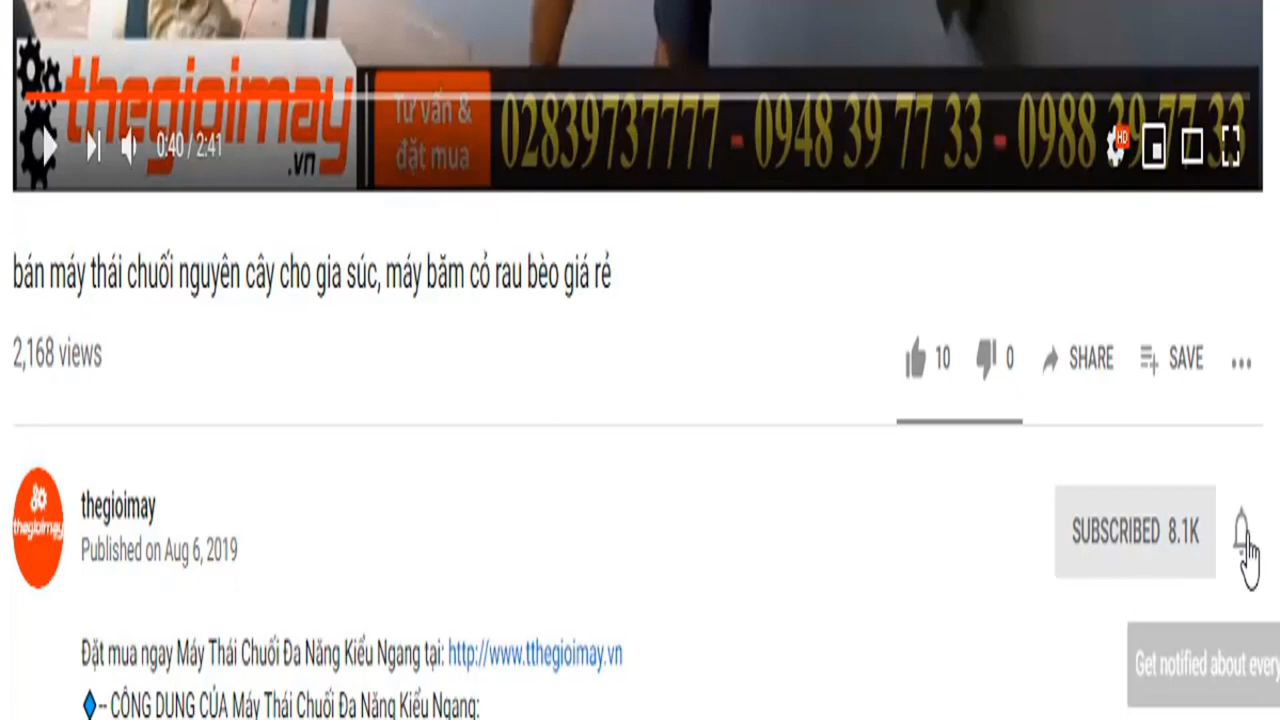 thegioimay
.vn
Tư vấn &
đặt mua
02839737777 - 0948 39 77 33 - 0988 39 77 33
HD
0:40 / 2:41
bán máy thái chuối nguyên cây cho gia súc, máy băm cỏ rau bèo giá rẻ
2,168 views
10
0
SHARE
SAVE
thegioimay
thegioimay
Published on Aug 6, 2019
SUBSCRIBED 8.1K
Đặt mua ngay Máy Thái Chuối Đa Năng Kiểu Ngang tại: http://www.tthegioimay.vn
Get notified about every
-- CÔNG DỤNG CỦA Máy Thái Chuối Đa Năng Kiểu Ngang: